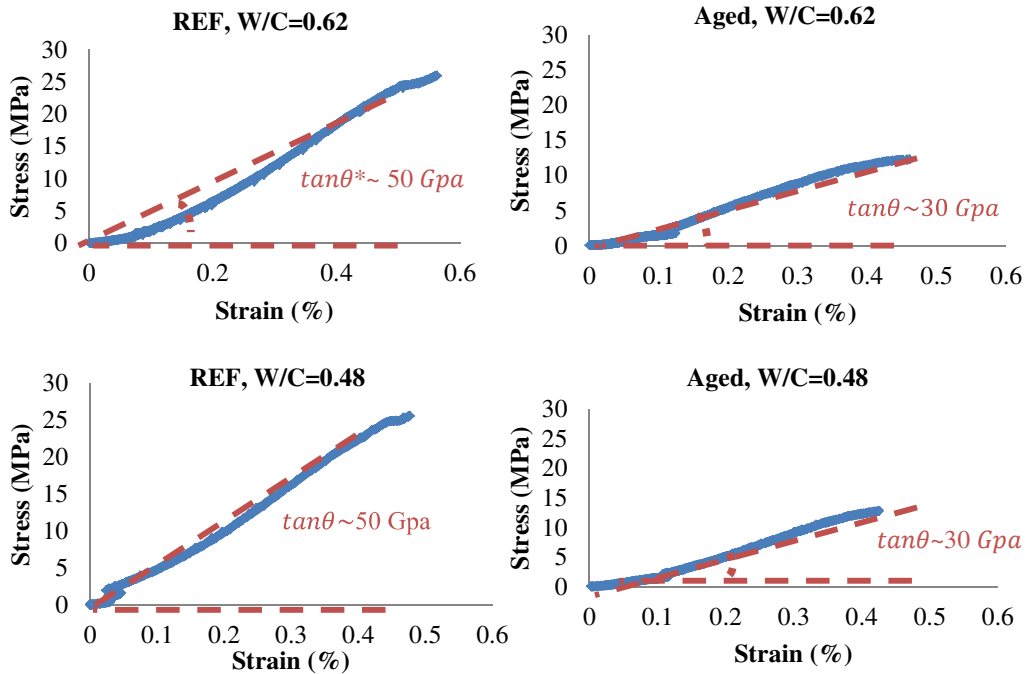 REF, W/C=0.62
30
25
20
15
10
5
0
Stress (MPa)
tanθ*~ 50 Gpa
0 0.2 0.4 0.6
Strain (%)
Aged, W/C=0.62
30
25
20
15
10
5
0
Stress (MPa)
tanθ~30 Gpa
0 0.1 0.2 0.3 0.4 0.5 0.6
Strain (%)
REF, W/C=0.48
30
25
20
15
10
5
0
Stress (MPa)
tanθ~50 Gpa
0 0.1 0.2 0.3 0.4 0.5 0.6
Strain (%)
Aged, W/C=0.48
30
25
20
15
10
5
0
Stress (MPa)
tanθ~30 Gpa
0 0.1 0.2 0.3 0.4 0.5 0.6
Strain (%)